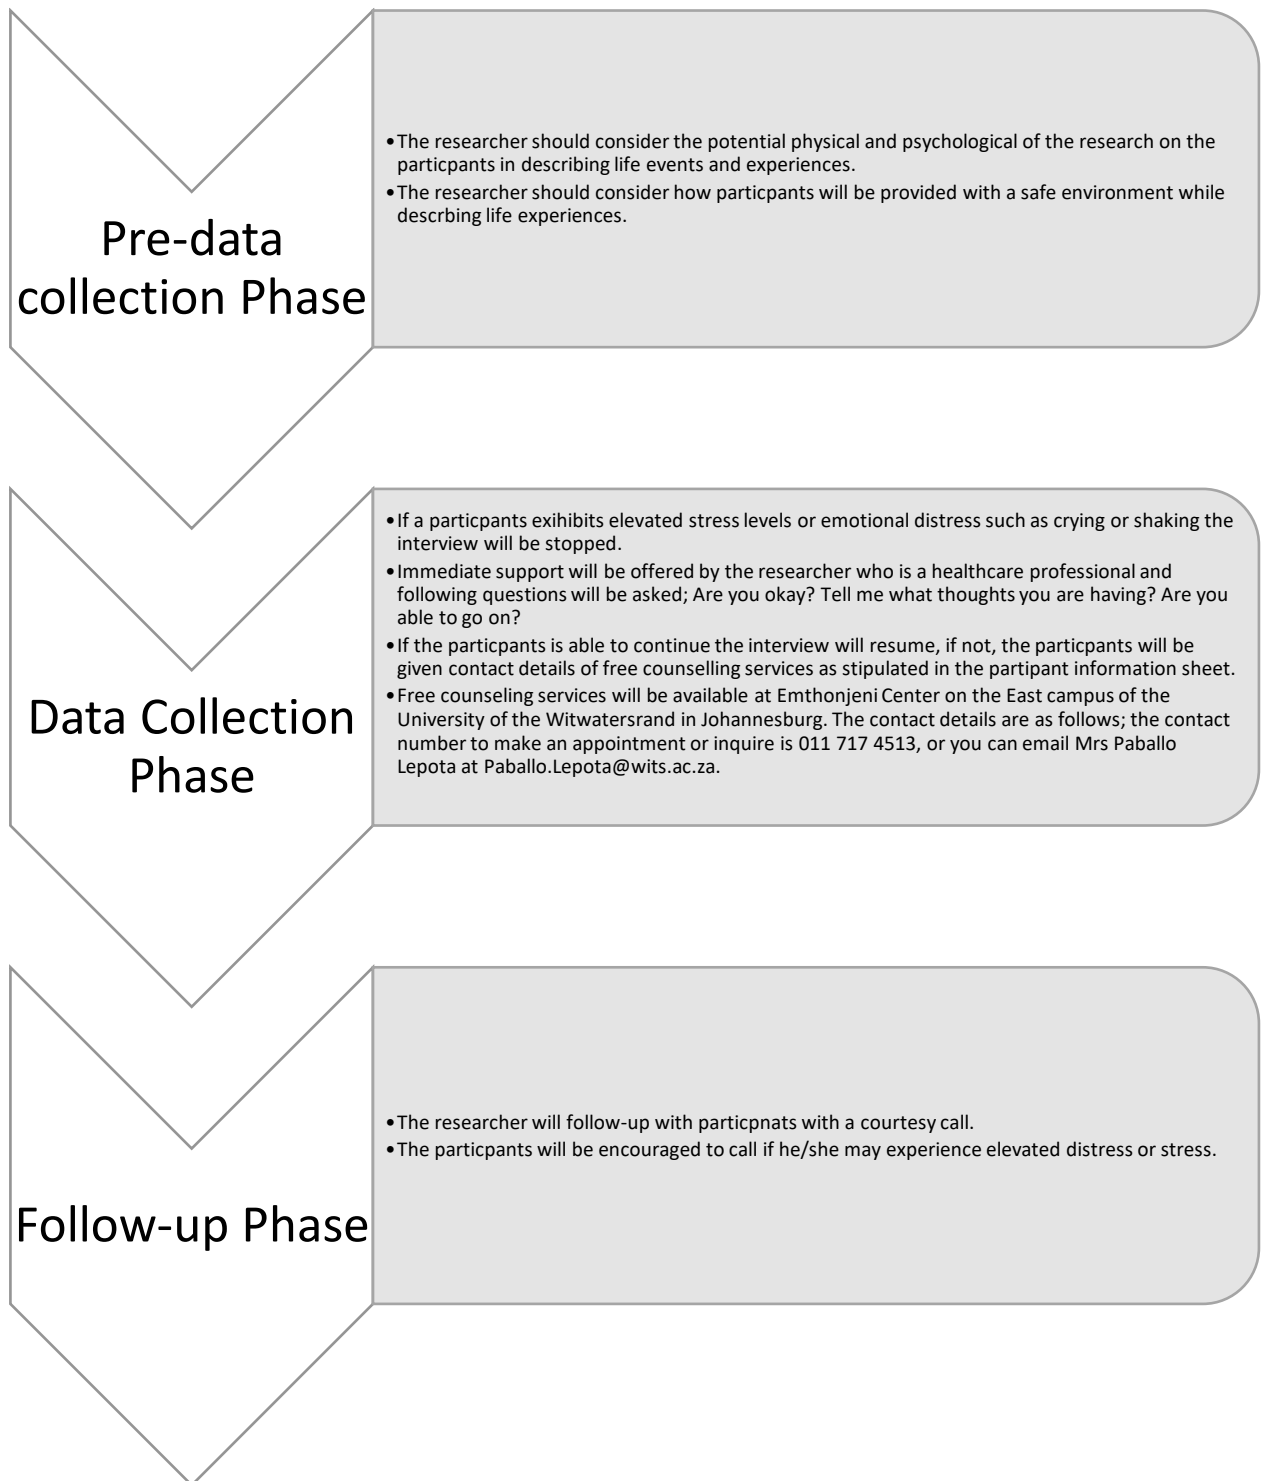 Pre-data
collection Phase
•The researcher should consider the potential physical and psychological of the research on the
particpants in describing life events and experiences.
•The researcher should consider how particpants will be provided with a safe environment while
descrbing life experiences.
Data Collection
Phase
•If a particpants exihibits elevated stress levels or emotional distress such as crying or shaking the
interview will be stopped.
•Immediate support will be offered by the researcher who is a healthcare professional and
following questions will be asked; Are you okay? Tell me what thoughts you are having? Are you
able to go on?
•If the particpants is able to continue the interview will resume, if not, the particpants will be
given contact details of free counselling services as stipulated in the partipant information sheet.
•Free counseling services will be available at Emthonjeni Center on the East campus of the
University of the Witwatersrand in Johannesburg. The contact details are as follows; the contact
number to make an appointment or inquire is 011 717 4513, or you can email Mrs Paballo
Lepota at Paballo.Lepota@wits.ac.za.
Follow-up Phase
•The researcher will follow-up with particpnats with a courtesy call.
•The particpants will be encouraged to call if he/she may experience elevated distress or stress.